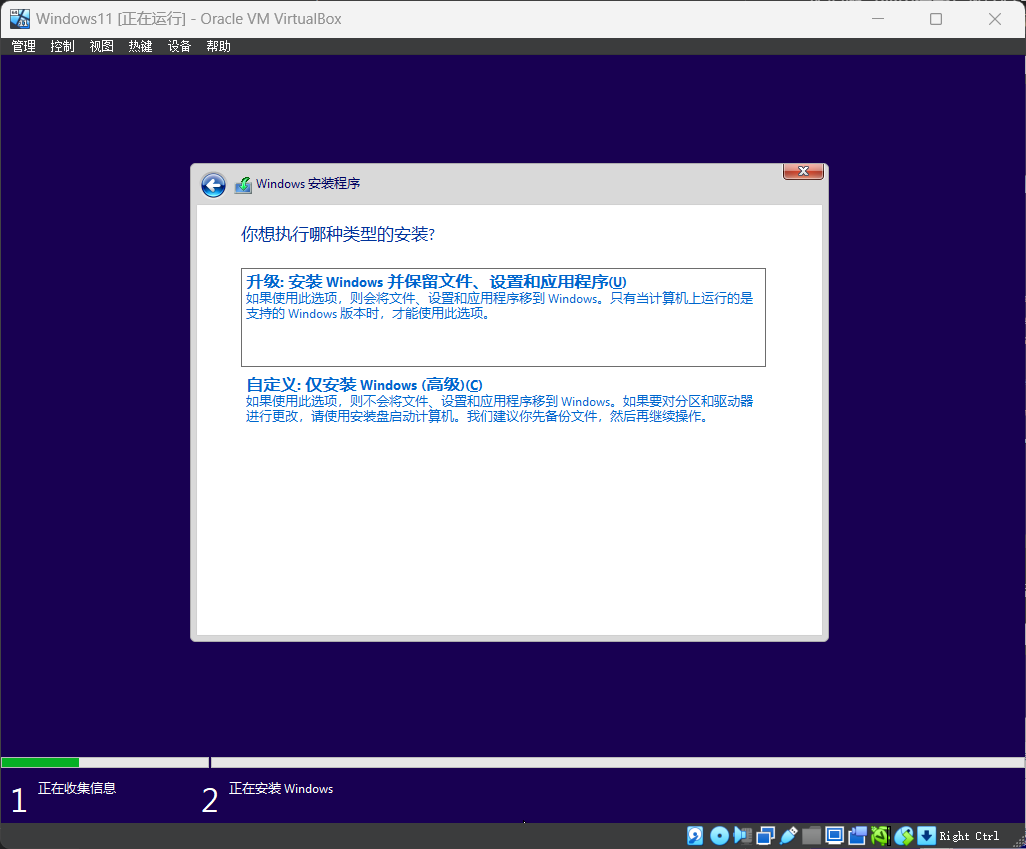 Windows11 [正在运行] - Oracle VM VirtualBox
管理 控制 视图 热键 设备 帮助
Windows 安装程序
你想执行哪种类型的安装?
升级: 安装 Windows 并保留文件、设置和应用程序(U)
如果使用此选项，则会将文件、设置和应用程序移到 Windows。只有当计算机上运行的是
支持的 Windows 版本时，才能使用此选项。
自定义: 仅安装 Windows (高级)(C)
如果使用此选项，则不会将文件、设置和应用程序移到 Windows。如果要对分区和驱动器
进行更改，请使用安装盘启动计算机。我们建议你先备份文件，然后再继续操作。
1 正在收集信息 2 正在安装 Windows
Right Ctrl